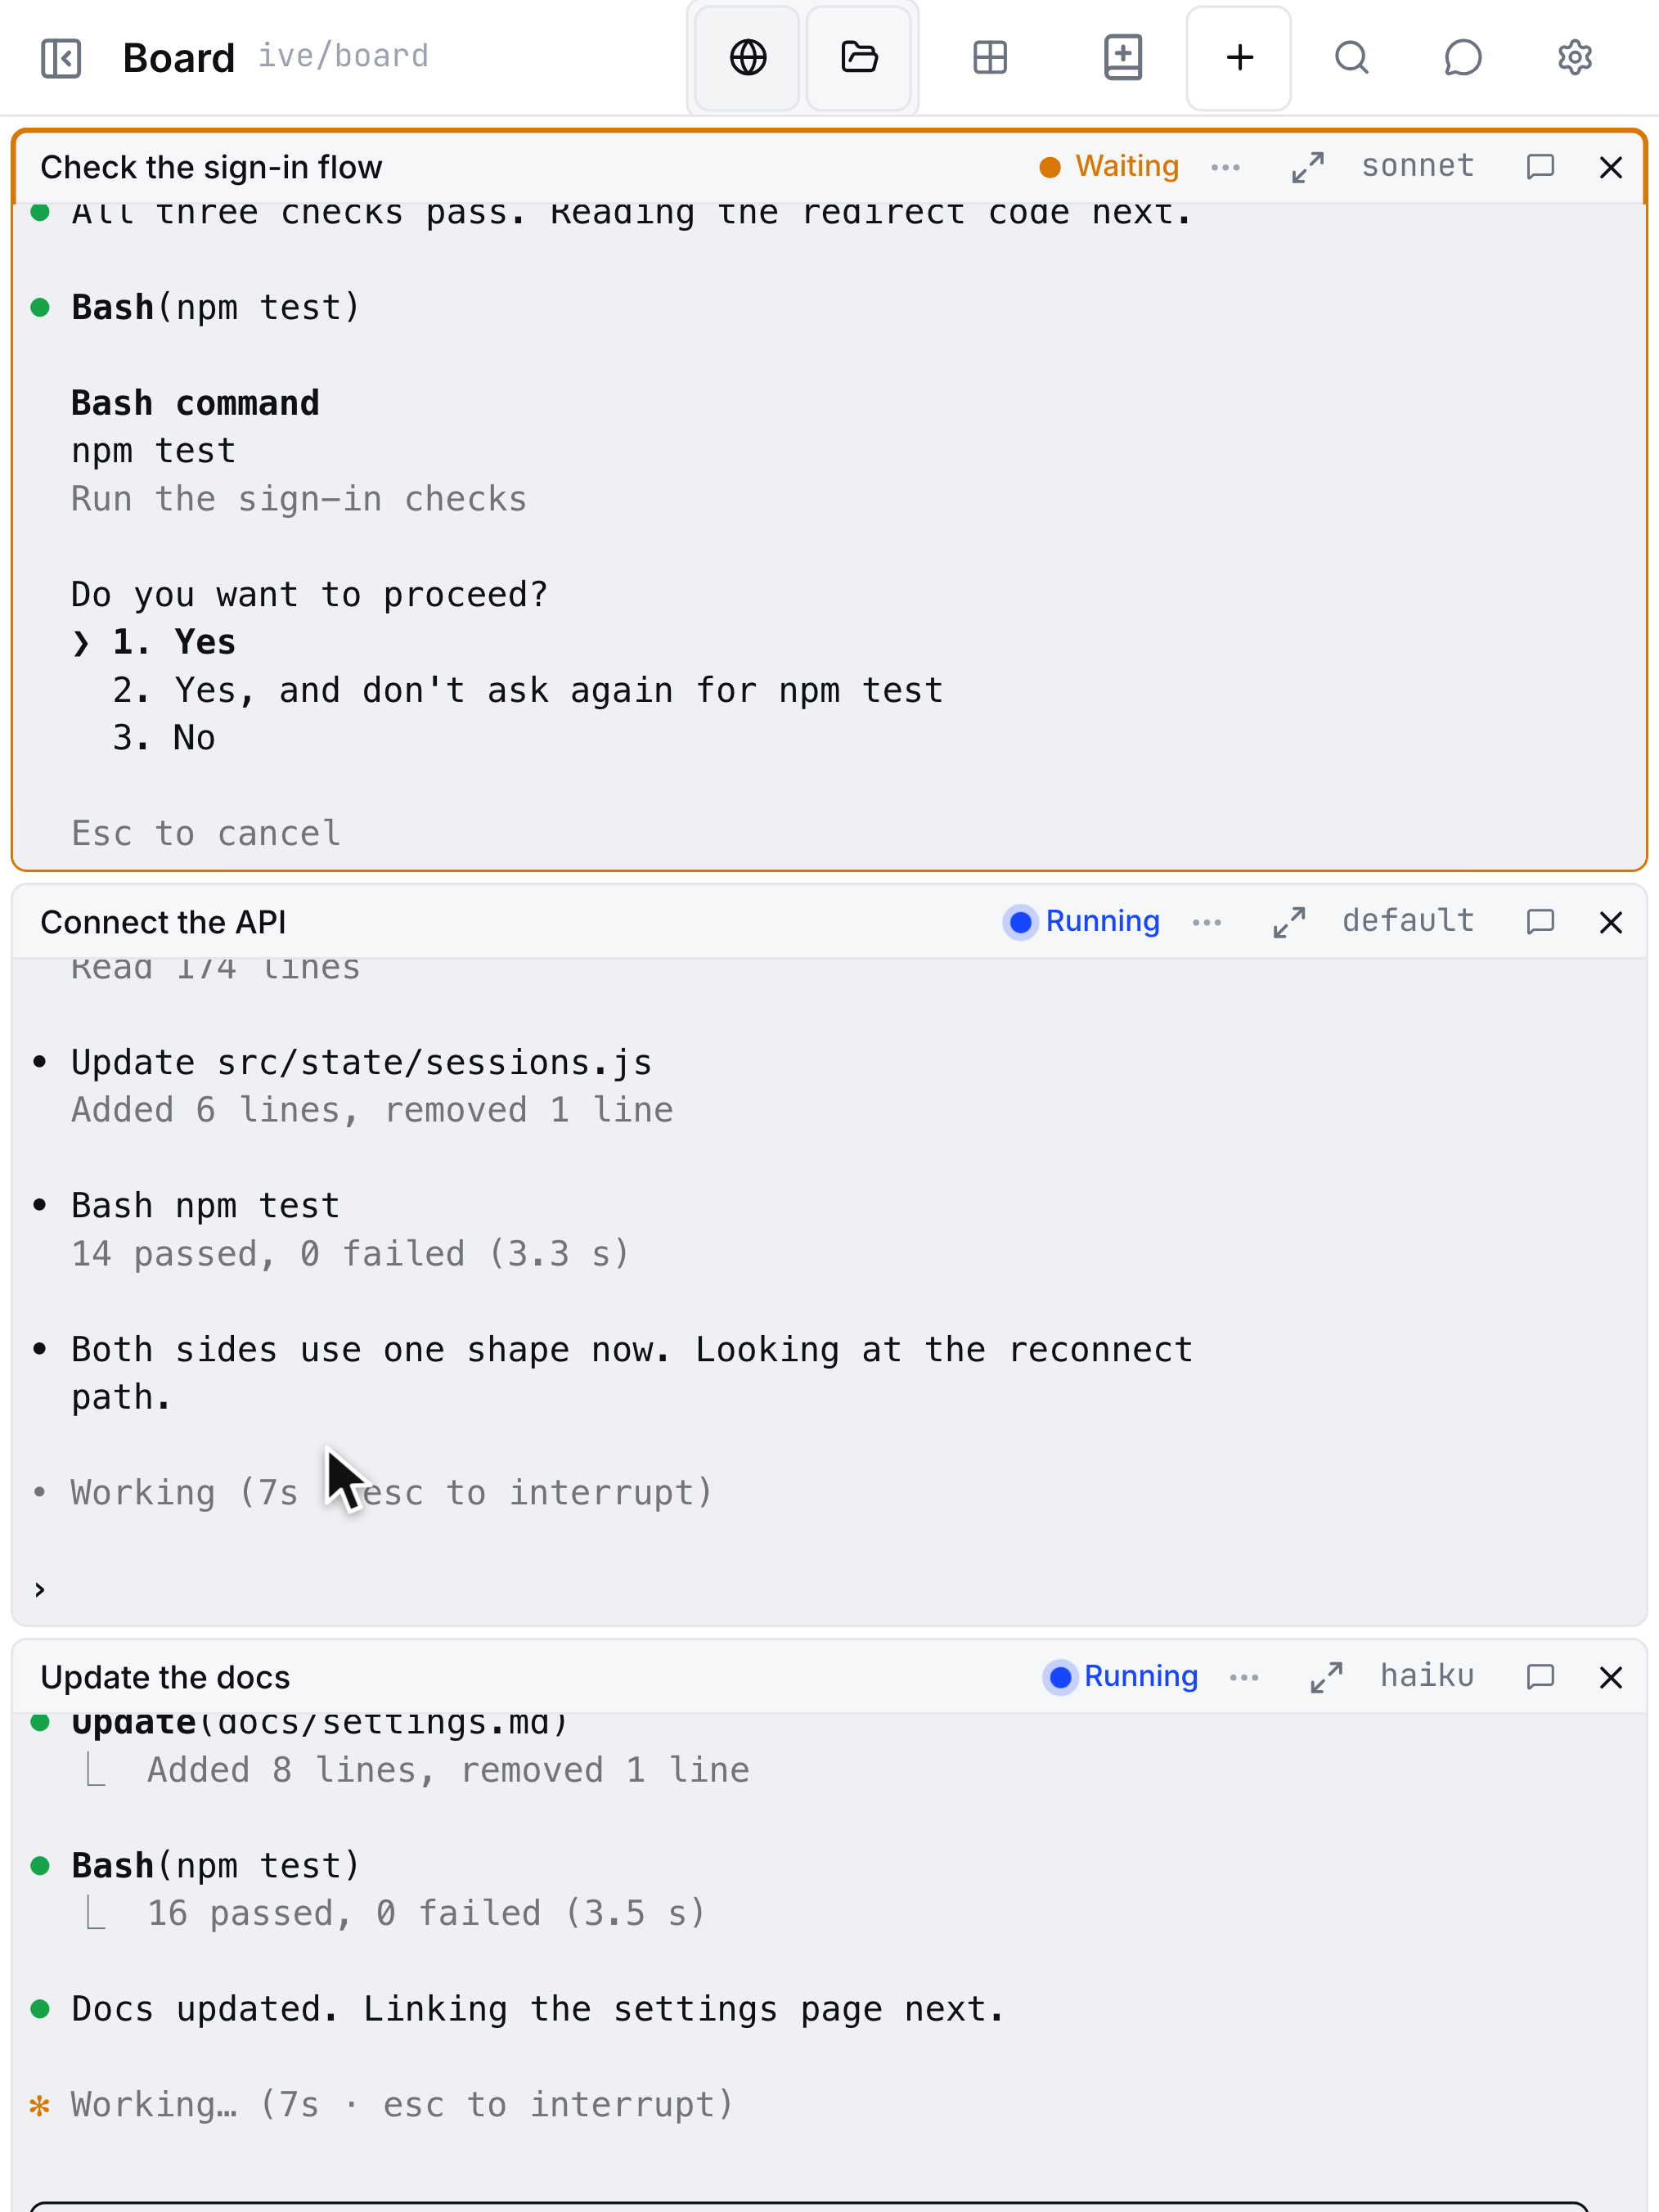 Board ive/board
Check the sign-in flow
Waiting ··· sonnet
All three checks pass. Reading the redirect code next.
Bash(npm test)
Bash command
npm test
Run the sign-in checks
Do you want to proceed?
❯ 1. Yes
2. Yes, and don't ask again for npm test
3. No
Esc to cancel
Connect the API
Running ··· default
Read 174 lines
• Update src/state/sessions.js
Added 6 lines, removed 1 line
• Bash npm test
14 passed, 0 failed (3.3 s)
• Both sides use one shape now. Looking at the reconnect
path.
• Working (7s esc to interrupt)
›
Update the docs
Running ··· haiku
Update(docs/settings.md)
⎿ Added 8 lines, removed 1 line
Bash(npm test)
⎿ 16 passed, 0 failed (3.5 s)
Docs updated. Linking the settings page next.
✻ Working… (7s · esc to interrupt)